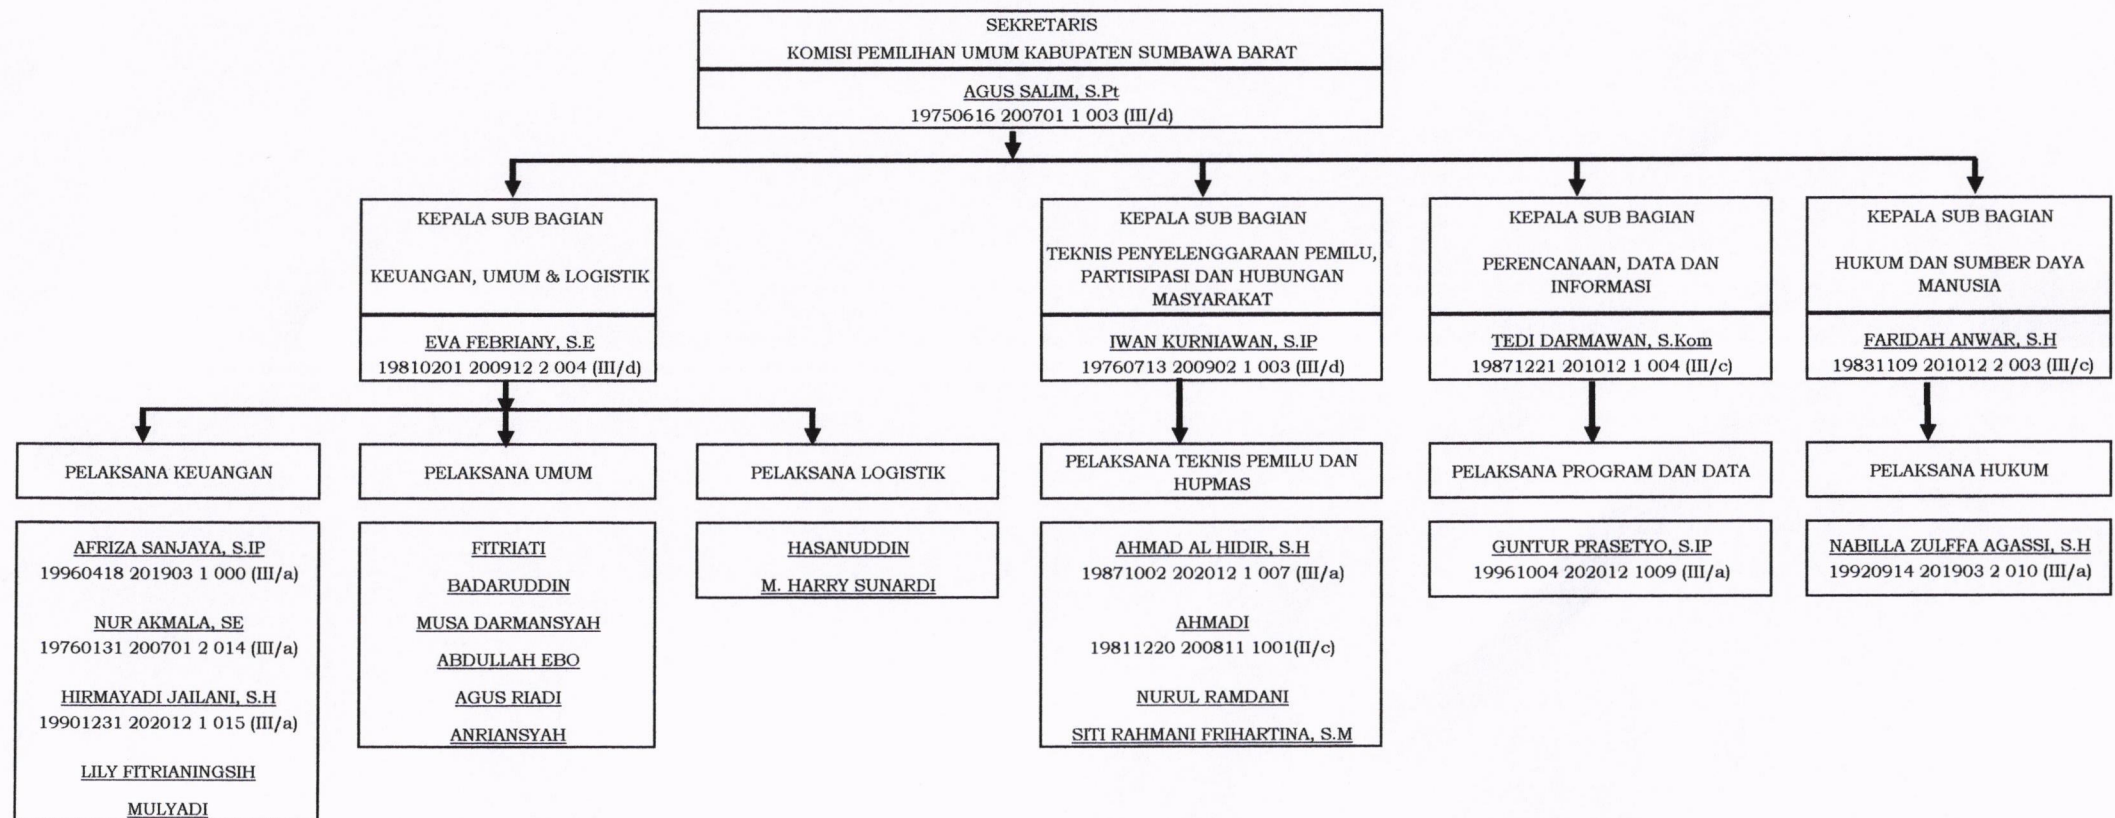 SEKRETARIS
KOMISI PEMILIHAN UMUM KABUPATEN SUMBAWA BARAT
AGUS SALIM, S.Pt
19750616 200701 1 003 (III/d)
KEPALA SUB BAGIAN
KEUANGAN, UMUM & LOGISTIK
EVA FEBRIANY, S.E
19810201 200912 2 004 (III/d)
KEPALA SUB BAGIAN
TEKNIS PENYELENGGARAAN PEMILU,
PARTISIPASI DAN HUBUNGAN
MASYARAKAT
IWAN KURNIAWAN, S.IP
19760713 200902 1 003 (III/d)
KEPALA SUB BAGIAN
PERENCANAAN, DATA DAN
INFORMASI
TEDI DARMAWAN, S.Kom
19871221 201012 1 004 (III/c)
KEPALA SUB BAGIAN
HUKUM DAN SUMBER DAYA
MANUSIA
FARIDAH ANWAR, S.H
19831109 201012 2 003 (III/c)
PELAKSANA KEUANGAN
AFRIZA SANJAYA, S.IP
19960418 201903 1 000 (III/a)
NUR AKMALA, SE
19760131 200701 2 014 (III/a)
HIRMAYADI JAILANI, S.H
19901231 202012 1 015 (III/a)
LILY FITRIANINGSIH
MULYADI
PELAKSANA UMUM
FITRIATI
BADARUDDIN
MUSA DARMANSYAH
ABDULLAH EBO
AGUS RIADI
ANRIANSYAH
PELAKSANA LOGISTIK
HASANUDDIN
M. HARRY SUNARDI
PELAKSANA TEKNIS PEMILU DAN
HUPMAS
AHMAD AL HIDIR, S.H
19871002 202012 1 007 (III/a)
AHMADI
19811220 200811 1001(II/c)
NURUL RAMDANI
SITI RAHMANI FRIHARTINA, S.M
PELAKSANA PROGRAM DAN DATA
GUNTUR PRASETYO, S.IP
19961004 202012 1009 (III/a)
PELAKSANA HUKUM
NABILLA ZULFFA AGASSI, S.H
19920914 201903 2 010 (III/a)